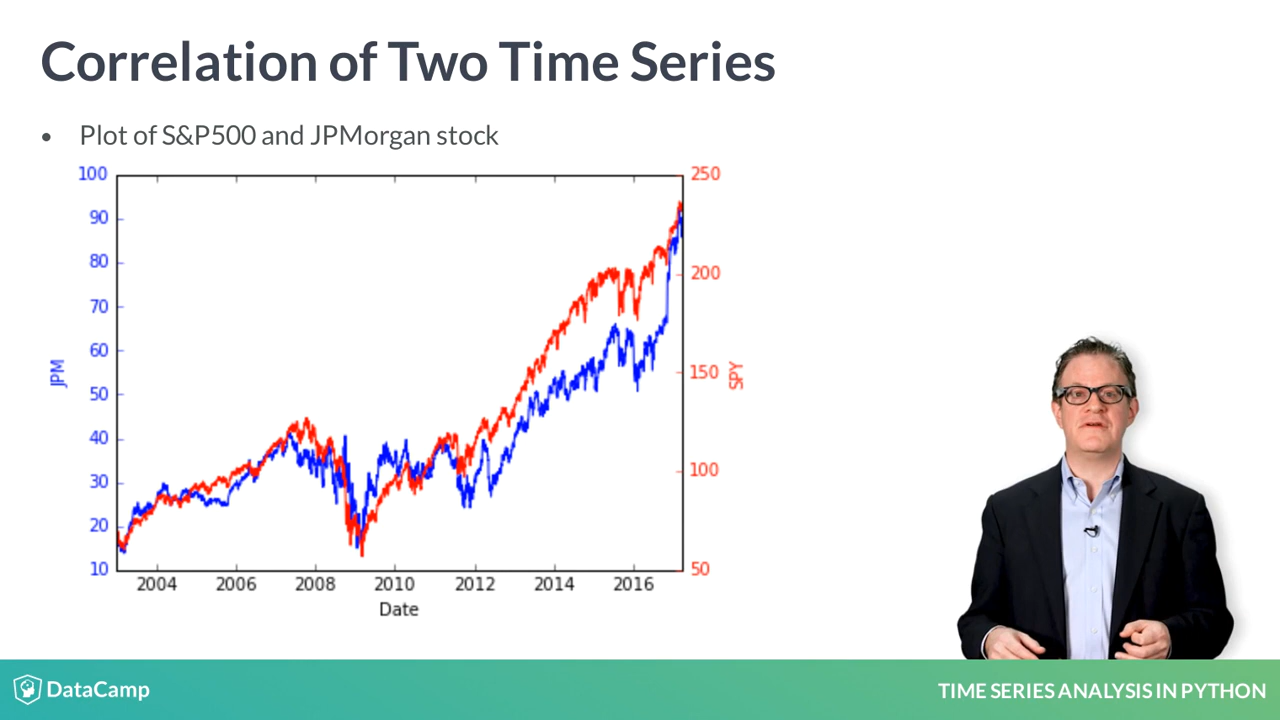 Correlation of Two Time Series
• Plot of S&P500 and JPMorgan stock
100
90
80
70
60
50
40
30
20
10
JPM
250
200
150
100
50
SPY
2004 2006 2008 2010 2012 2014 2016
Date
DataCamp
TIME SERIES ANALYSIS IN PYTHON